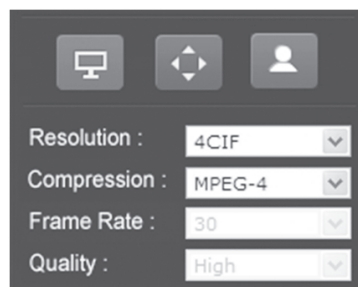 Resolution : 4CIF
Compression : MPEG-4
Frame Rate : 30
Quality : High